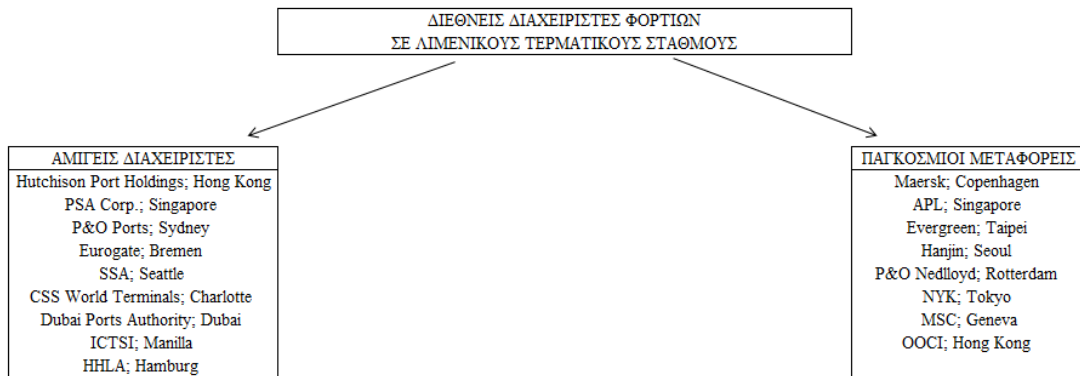 ΔΙΕΘΝΕΙΣ ΔΙΑΧΕΙΡΙΣΤΕΣ ΦΟΡΤΙΩΝ
ΣΕ ΛΙΜΕΝΙΚΟΥΣ ΤΕΡΜΑΤΙΚΟΥΣ ΣΤΑΘΜΟΥΣ
ΑΜΙΓΕΙΣ ΔΙΑΧΕΙΡΙΣΤΕΣ
Hutchison Port Holdings; Hong Kong
PSA Corp.; Singapore
P&O Ports; Sydney
Eurogate; Bremen
SSA; Seattle
CSS World Terminals; Charlotte
Dubai Ports Authority; Dubai
ICTSI; Manilla
HHLA; Hamburg
ΠΑΓΚΟΣΜΙΟΙ ΜΕΤΑΦΟΡΕΙΣ
Maersk; Copenhagen
APL; Singapore
Evergreen; Taipei
Hanjin; Seoul
P&O Nedlloyd; Rotterdam
NYK; Tokyo
MSC; Geneva
OOCI; Hong Kong